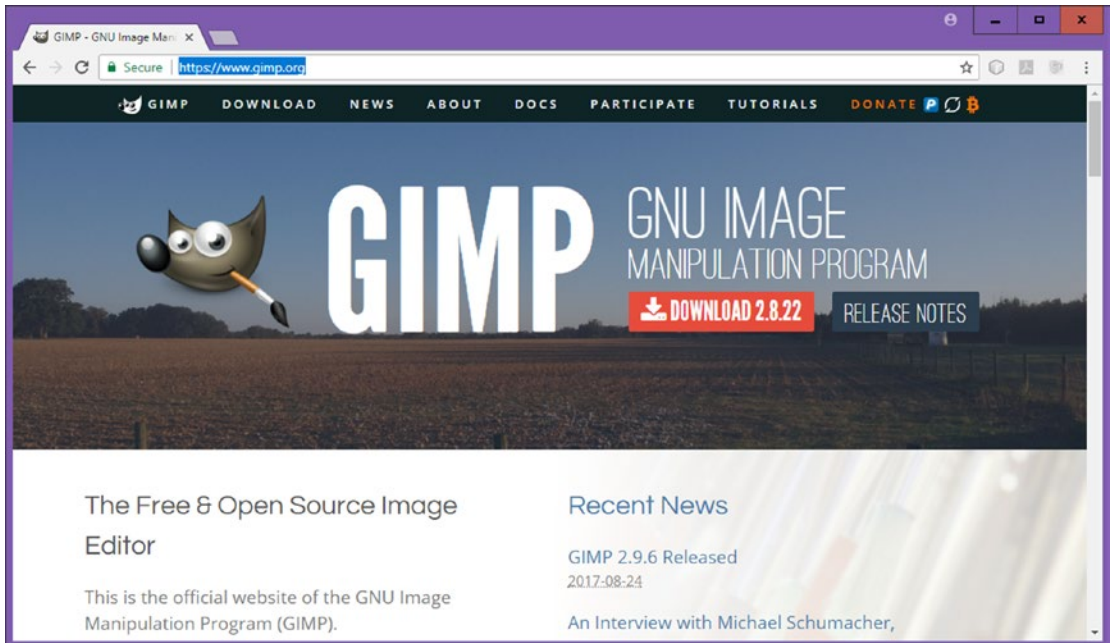 GIMP - GNU Image Man
Secure | https://www.gimp.org
GIMP DOWNLOAD NEWS ABOUT DOCS PARTICIPATE TUTORIALS DONATE
GIMP
GNU IMAGE
MANIPULATION PROGRAM
DOWNLOAD 2.8.22 RELEASE NOTES
The Free & Open Source Image
Editor
This is the official website of the GNU Image
Manipulation Program (GIMP).
Recent News
GIMP 2.9.6 Released
2017-08-24
An Interview with Michael Schumacher,